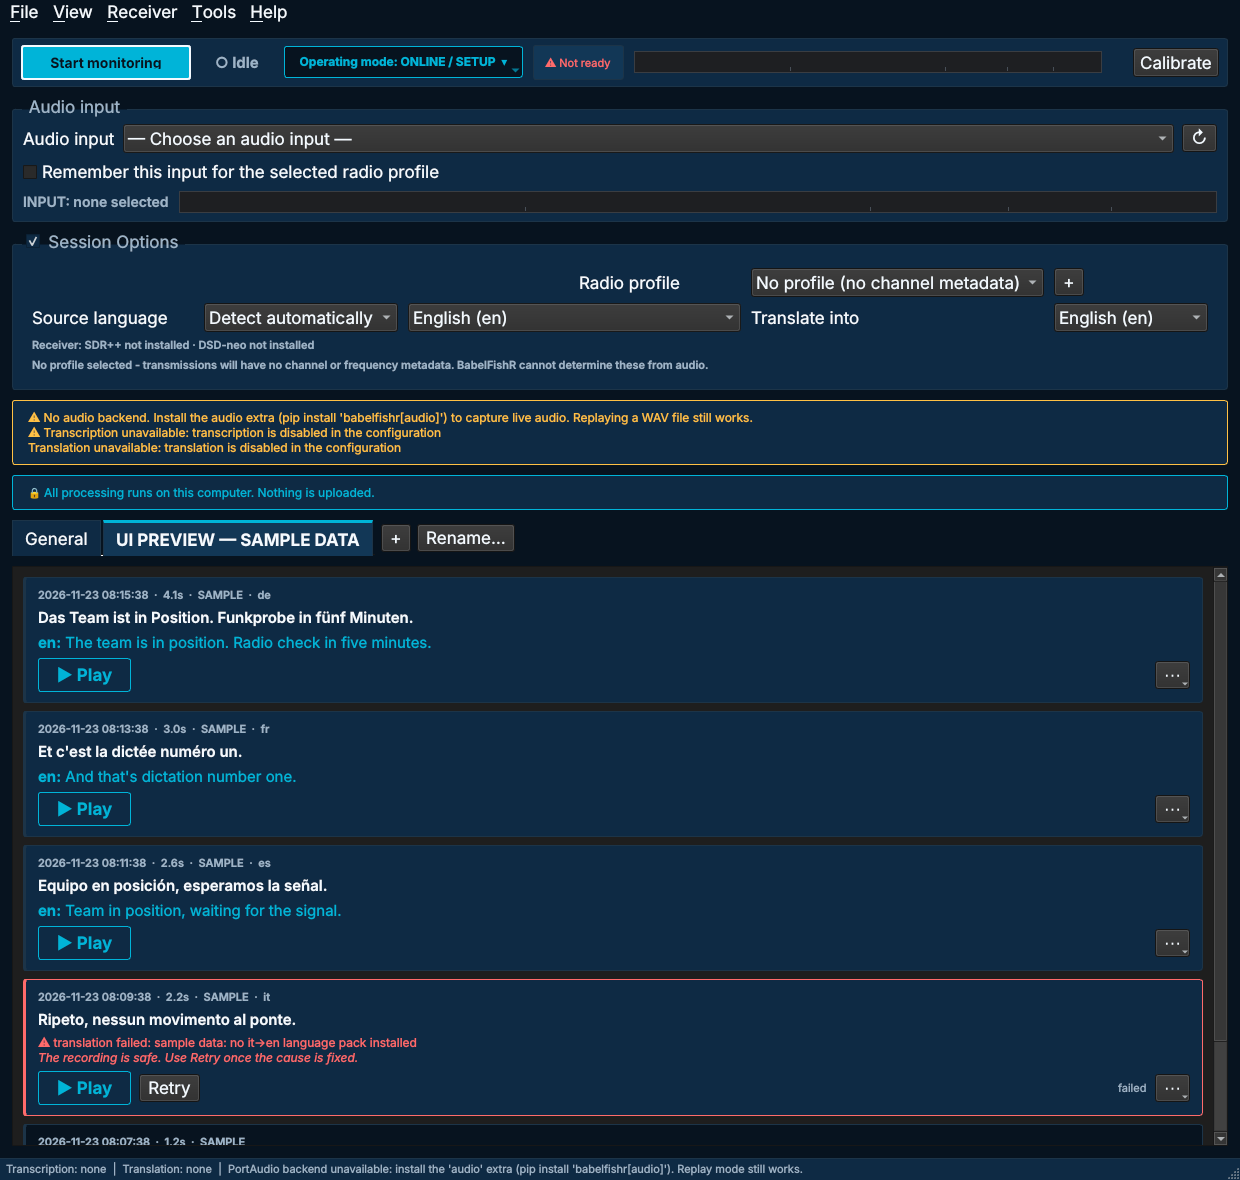 File View Receiver Tools Help
Start monitoring Idle Operating mode: ONLINE / SETUP ▾ ⚠ Not ready Calibrate
Audio input
Audio input — Choose an audio input —
Remember this input for the selected radio profile
INPUT: none selected
Session Options
Radio profile No profile (no channel metadata) +
Source language Detect automatically English (en) Translate into English (en)
Receiver: SDR++ not installed · DSD-neo not installed
No profile selected - transmissions will have no channel or frequency metadata. BabelFishR cannot determine these from audio.
⚠ No audio backend. Install the audio extra (pip install 'babelfishr[audio]') to capture live audio. Replaying a WAV file still works.
⚠ Transcription unavailable: transcription is disabled in the configuration
Translation unavailable: translation is disabled in the configuration
🔒 All processing runs on this computer. Nothing is uploaded.
General UI PREVIEW — SAMPLE DATA + Rename...
2026-11-23 08:15:38 · 4.1s · SAMPLE · de
Das Team ist in Position. Funkprobe in fünf Minuten.
en: The team is in position. Radio check in five minutes.
▶ Play ...
2026-11-23 08:13:38 · 3.0s · SAMPLE · fr
Et c'est la dictée numéro un.
en: And that's dictation number one.
▶ Play ...
2026-11-23 08:11:38 · 2.6s · SAMPLE · es
Equipo en posición, esperamos la señal.
en: Team in position, waiting for the signal.
▶ Play ...
2026-11-23 08:09:38 · 2.2s · SAMPLE · it
Ripeto, nessun movimento al ponte.
⚠ translation failed: sample data: no it→en language pack installed
The recording is safe. Use Retry once the cause is fixed.
▶ Play Retry failed ...
2026-11-23 08:07:38 · 1.2s · SAMPLE
Transcription: none | Translation: none | PortAudio backend unavailable: install the 'audio' extra (pip install 'babelfishr[audio]'). Replay mode still works.